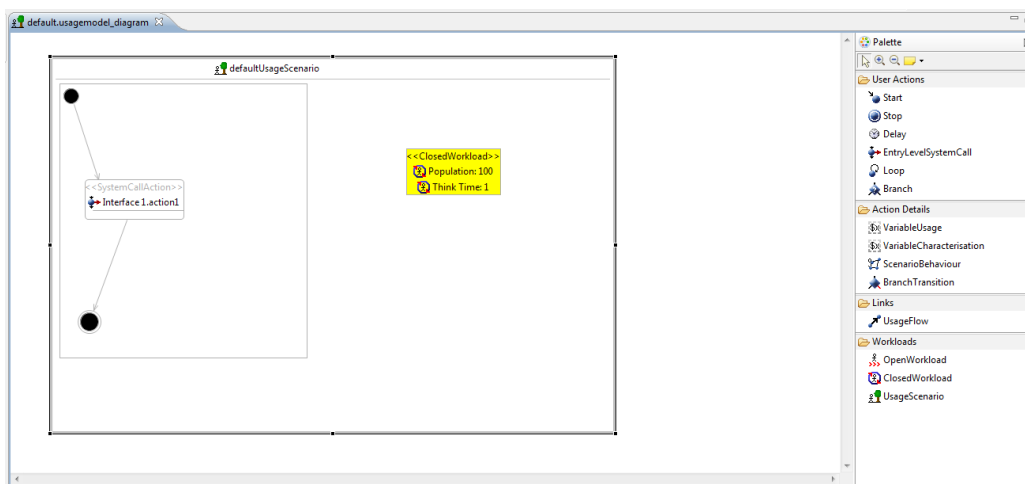 default.usagemodel_diagram
defaultUsageScenario
<<SystemCallAction>>
Interface 1.action1
<<ClosedWorkload>>
Population: 100
Think Time: 1
Palette
User Actions
Start
Stop
Delay
EntryLevelSystemCall
Loop
Branch
Action Details
VariableUsage
VariableCharacterisation
ScenarioBehaviour
BranchTransition
Links
UsageFlow
Workloads
OpenWorkload
ClosedWorkload
UsageScenario